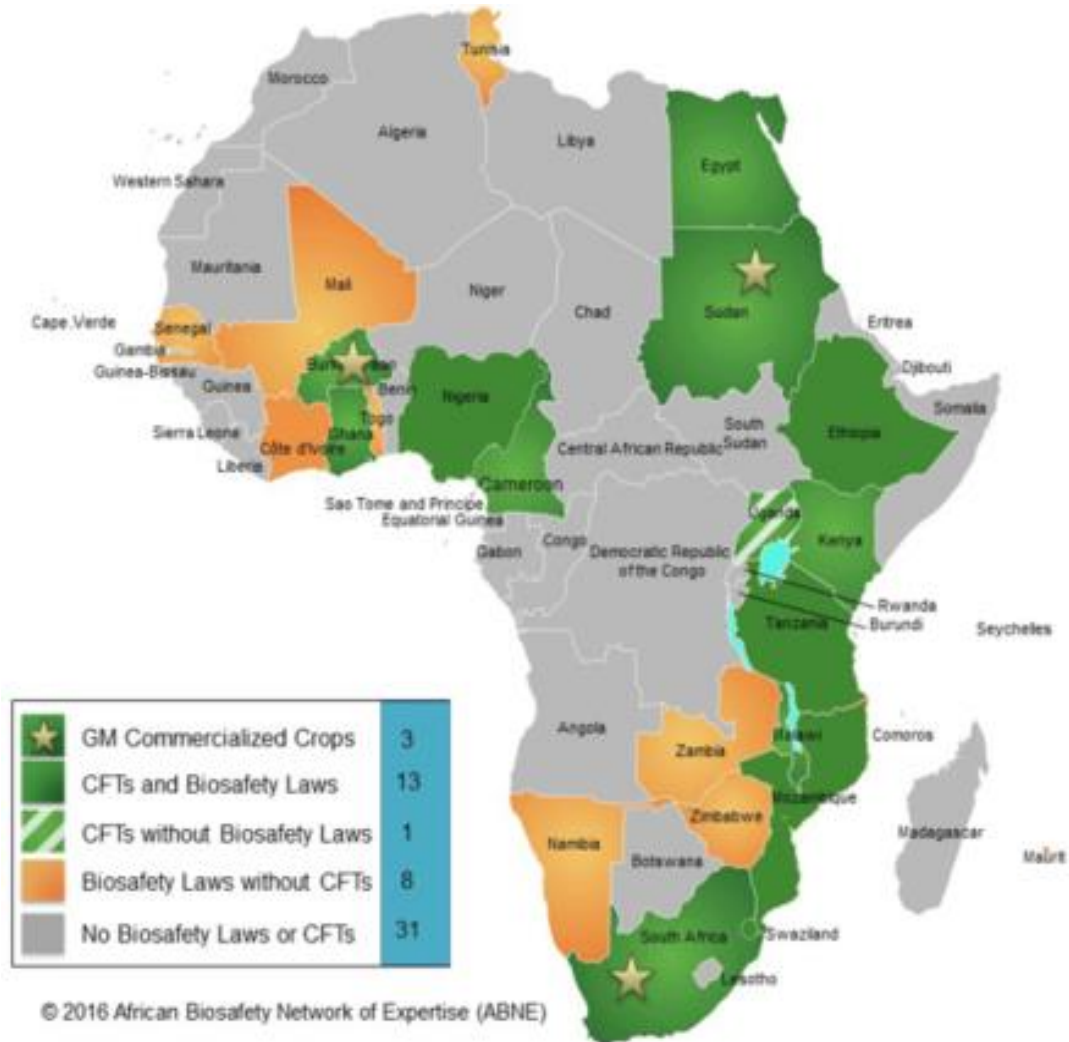 Tunisia
Morocco
Algeria
Libya
Egypt
Western Sahara
Mauritania
Mali
Niger
Chad
Sudan
Eritrea
Cape Verde
Senegal
Gambia
Guinea-Bissau
Guinea
Benin
Togo
Nigeria
Djibouti
Somalia
Sierra Leone
Côte d'Ivoire
Ghana
Liberia
Central African Republic
South
Sudan
Ethiopia
Cameroon
Sao Tome and Principe
Equatorial Guinea
Gabon
Congo
Democratic Republic
of the Congo
Uganda
Kenya
Rwanda
Burundi
Tanzania
Seychelles
Angola
Zambia
Malawi
Comoros
Mozambique
Zimbabwe
Namibia
Botswana
Madagascar
Maurit
South Africa
Swaziland
Lesotho
GM Commercialized Crops 3
CFTs and Biosafety Laws 13
CFTs without Biosafety Laws 1
Biosafety Laws without CFTs 8
No Biosafety Laws or CFTs 31
© 2016 African Biosafety Network of Expertise (ABNE)